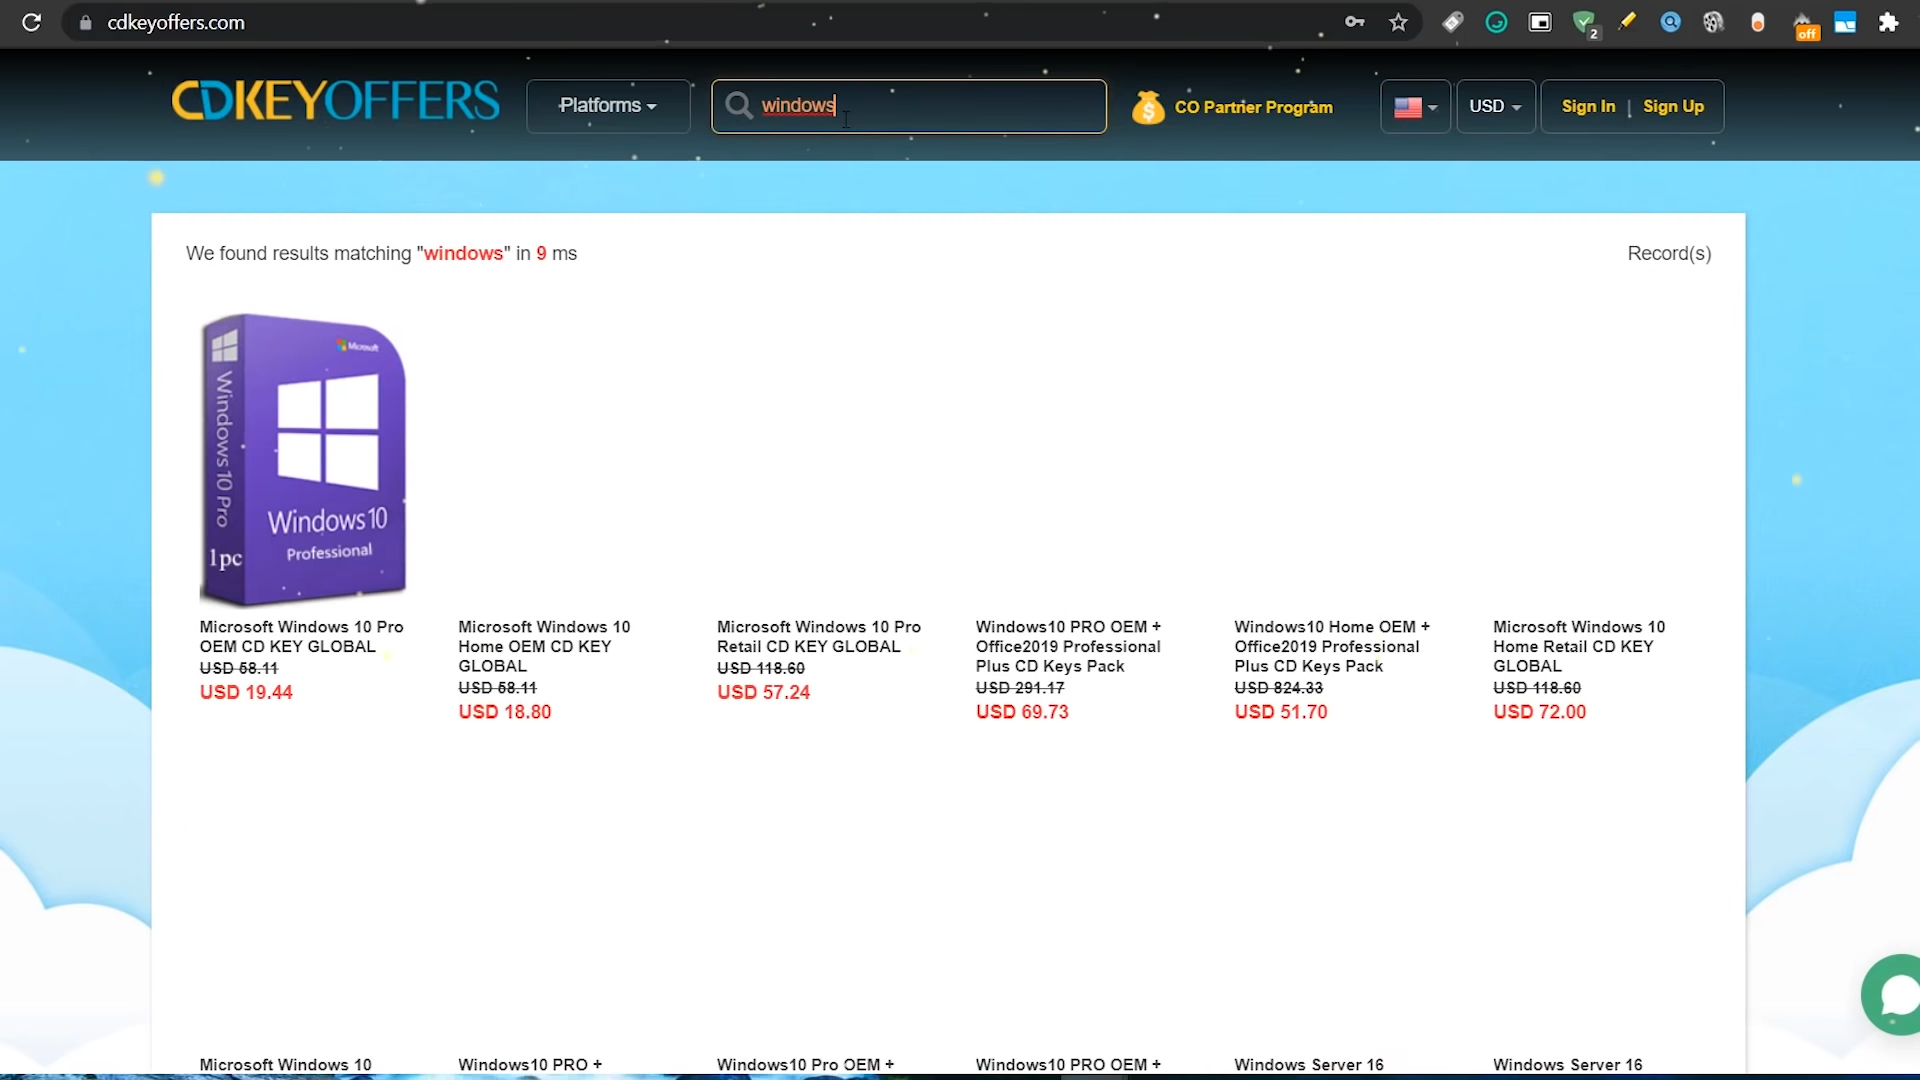 cdkeyoffers.com
2
off
CDKEYOFFERS
Platforms
windows
CO Partner Program
USD
Sign In | Sign Up
We found results matching "windows" in 9 ms
Record(s)
Microsoft
Windows 10 Pro
1pc
Windows 10
Professional
Microsoft Windows 10 Pro
OEM CD KEY GLOBAL
USD 58.11
USD 19.44
Microsoft Windows 10
Home OEM CD KEY
GLOBAL
USD 58.11
USD 18.80
Microsoft Windows 10 Pro
Retail CD KEY GLOBAL
USD 118.60
USD 57.24
Windows10 PRO OEM +
Office2019 Professional
Plus CD Keys Pack
USD 291.17
USD 69.73
Windows10 Home OEM +
Office2019 Professional
Plus CD Keys Pack
USD 824.33
USD 51.70
Microsoft Windows 10
Home Retail CD KEY
GLOBAL
USD 118.60
USD 72.00
Microsoft Windows 10
Windows10 PRO +
Windows10 Pro OEM +
Windows10 PRO OEM +
Windows Server 16
Windows Server 16